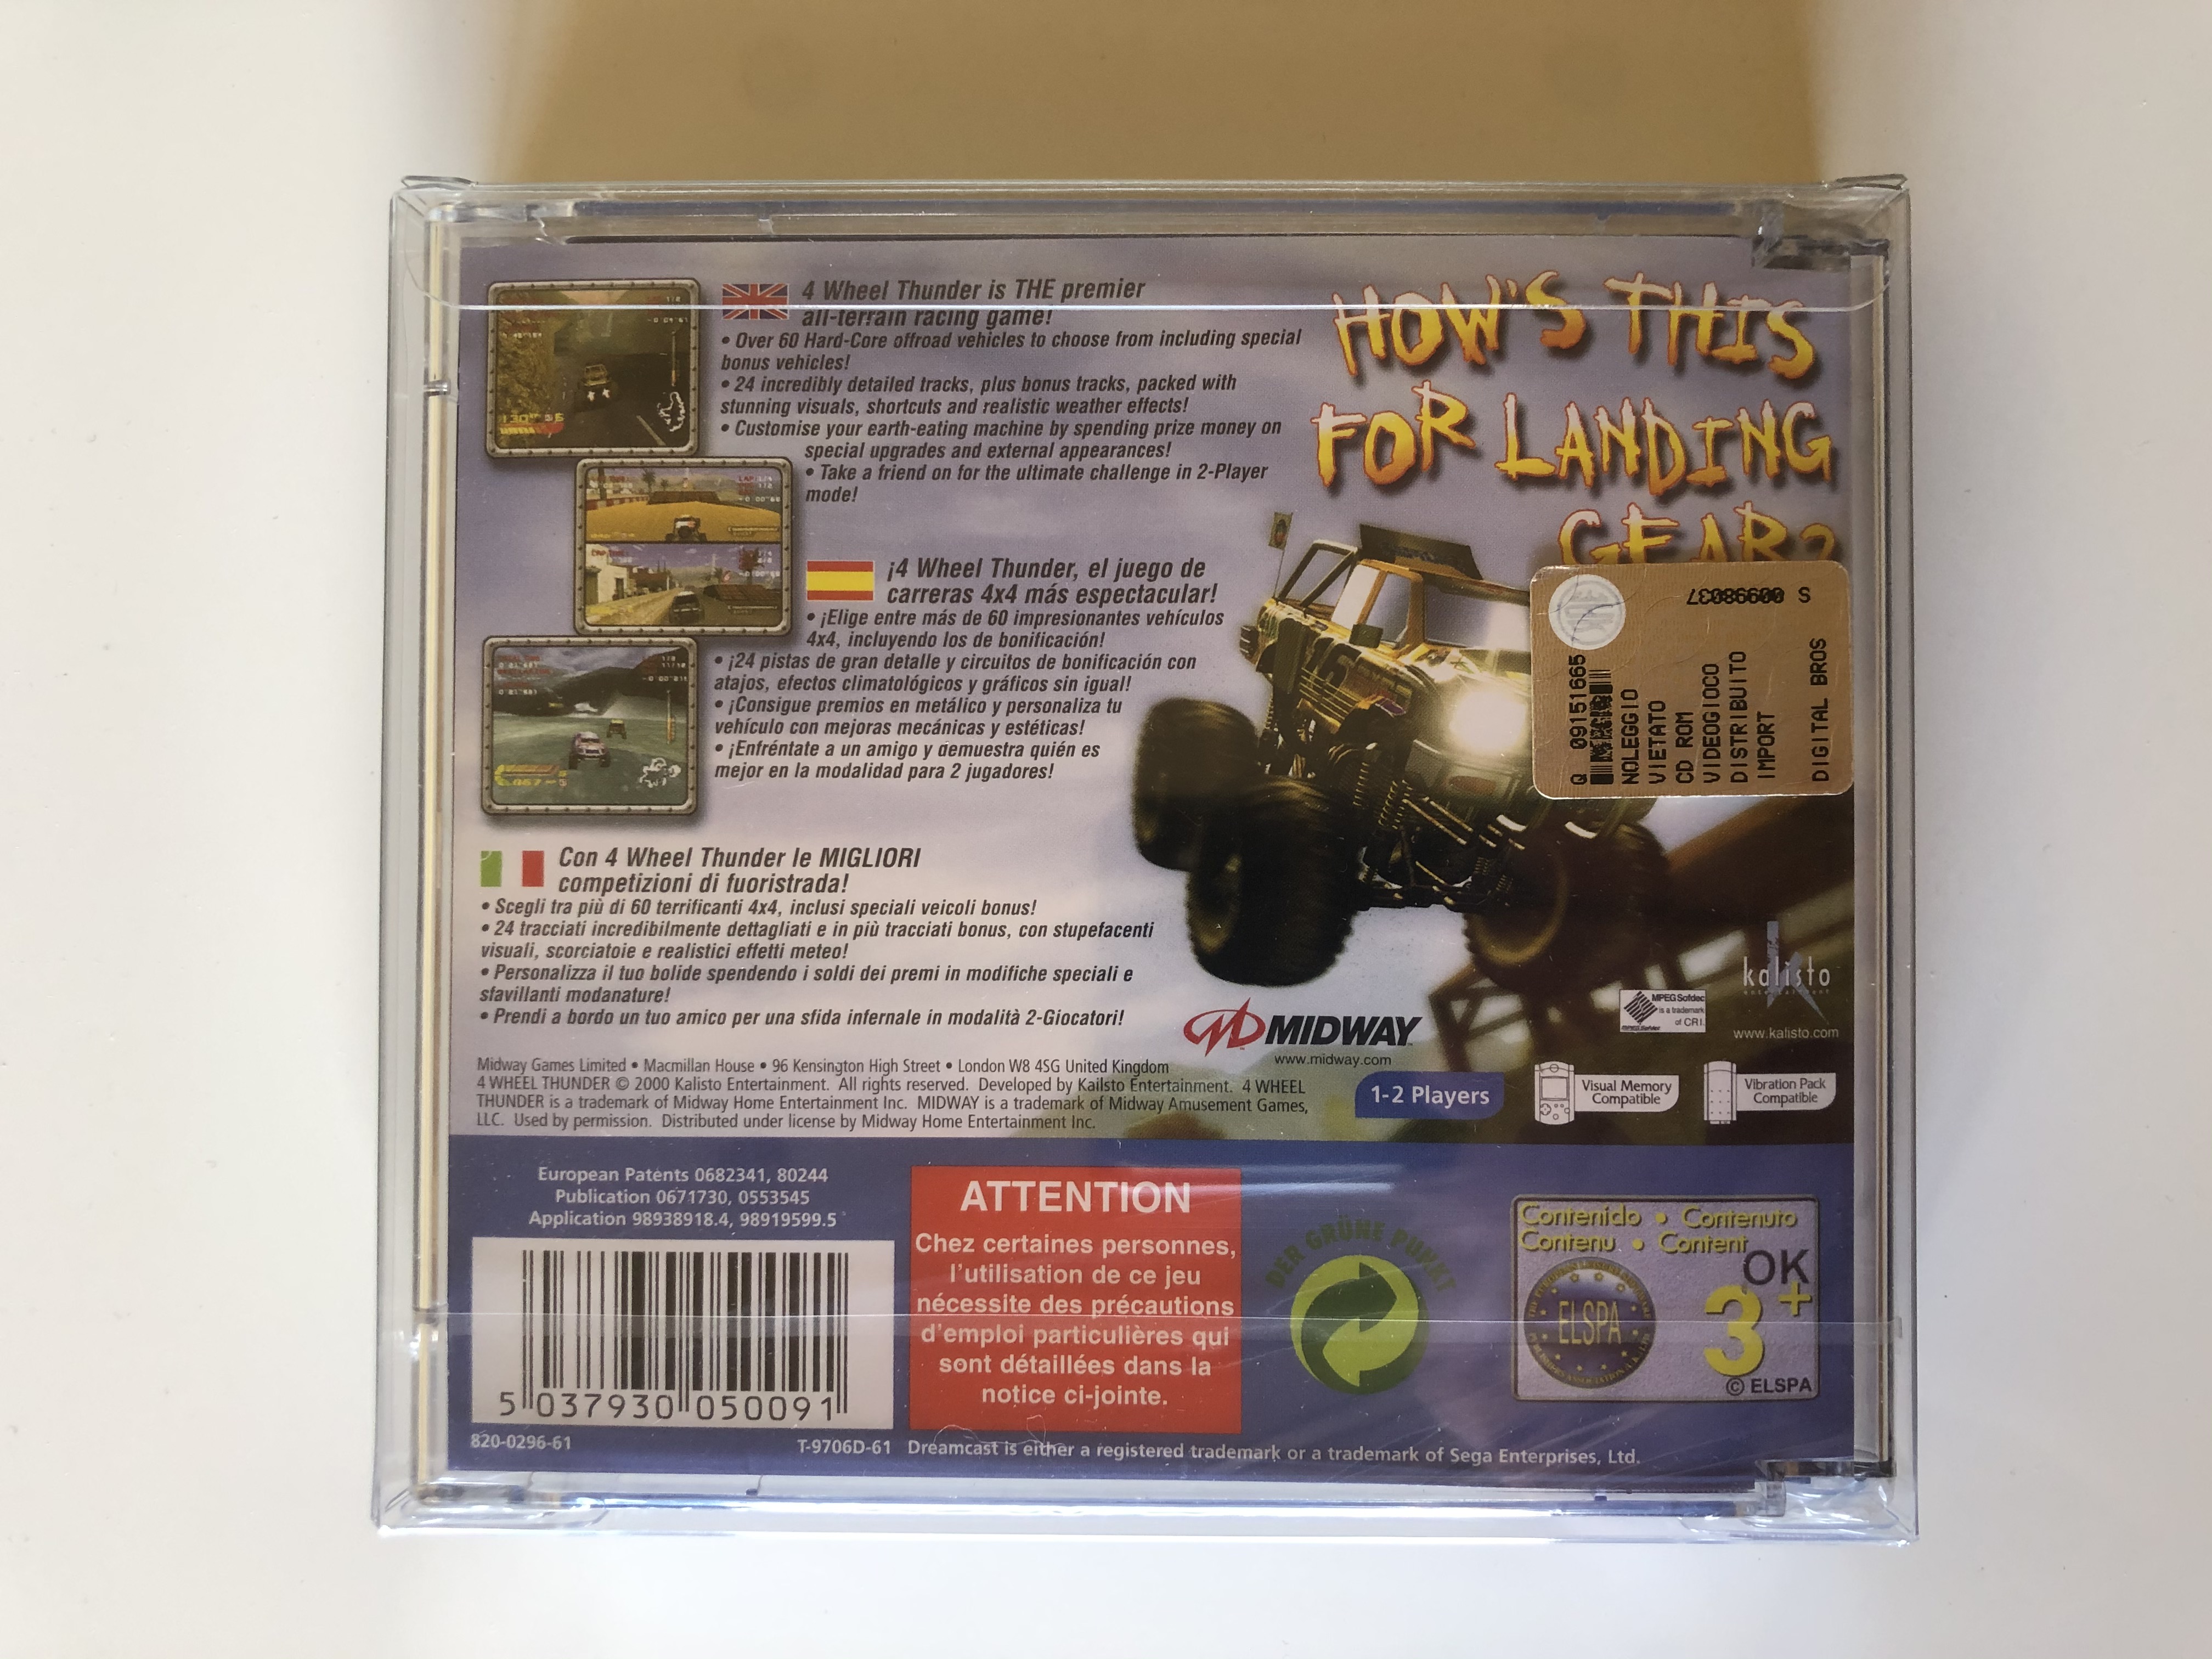 4 Wheel Thunder is THE premier
all-terrain racing game!
• Over 60 Hard-Core offroad vehicles to choose from including special
bonus vehicles!
• 24 incredibly detailed tracks, plus bonus tracks, packed with
stunning visuals, shortcuts and realistic weather effects!
• Customise your earth-eating machine by spending prize money on
special upgrades and external appearances!
• Take a friend on for the ultimate challenge in 2-Player
mode!
HOW'S THIS
FOR LANDING
GEAR?
¡4 Wheel Thunder, el juego de
carreras 4x4 más espectacular!
• ¡Elige entre más de 60 impresionantes vehículos
4x4, incluyendo los de bonificación!
• ¡24 pistas de gran detalle y circuitos de bonificación con
atajos, efectos climatológicos y gráficos sin igual!
• ¡Consigue premios en metálico y personaliza tu
vehículo con mejoras mecánicas y estéticas!
• ¡Enfréntate a un amigo y demuestra quién es
mejor en la modalidad para 2 jugadores!
S 00998037
Q 09151665
NOLEGGIO
VIETATO
CD ROM
VIDEOGIOCO
DISTRIBUITO
IMPORT
DIGITAL BROS
Con 4 Wheel Thunder le MIGLIORI
competizioni di fuoristrada!
• Scegli tra più di 60 terrificanti 4x4, inclusi speciali veicoli bonus!
• 24 tracciati incredibilmente dettagliati e in più tracciati bonus, con stupefacenti
visuali, scorciatoie e realistici effetti meteo!
• Personalizza il tuo bolide spendendo i soldi dei premi in modifiche speciali e
sfavillanti modanature!
• Prendi a bordo un tuo amico per una sfida infernale in modalità 2-Giocatori!
MIDWAY
www.midway.com
MPEG Sofdec
is a trademark
of CRI.
kalisto
entertainment
www.kalisto.com
Midway Games Limited • Macmillan House • 96 Kensington High Street • London W8 4SG United Kingdom
4 WHEEL THUNDER © 2000 Kalisto Entertainment. All rights reserved. Developed by Kailsto Entertainment. 4 WHEEL
THUNDER is a trademark of Midway Home Entertainment Inc. MIDWAY is a trademark of Midway Amusement Games,
LLC. Used by permission. Distributed under license by Midway Home Entertainment Inc.
1-2 Players
Visual Memory
Compatible
Vibration Pack
Compatible
European Patents 0682341, 80244
Publication 0671730, 0553545
Application 98938918.4, 98919599.5
5 037930 050091
820-0296-61
T-9706D-61
ATTENTION
Chez certaines personnes,
l'utilisation de ce jeu
nécessite des précautions
d'emploi particulières qui
sont détaillées dans la
notice ci-jointe.
DER GRÜNE PUNKT
Contenido • Contenuto
Contenu • Content
OK
3+
ELSPA
© ELSPA
Dreamcast is either a registered trademark or a trademark of Sega Enterprises, Ltd.